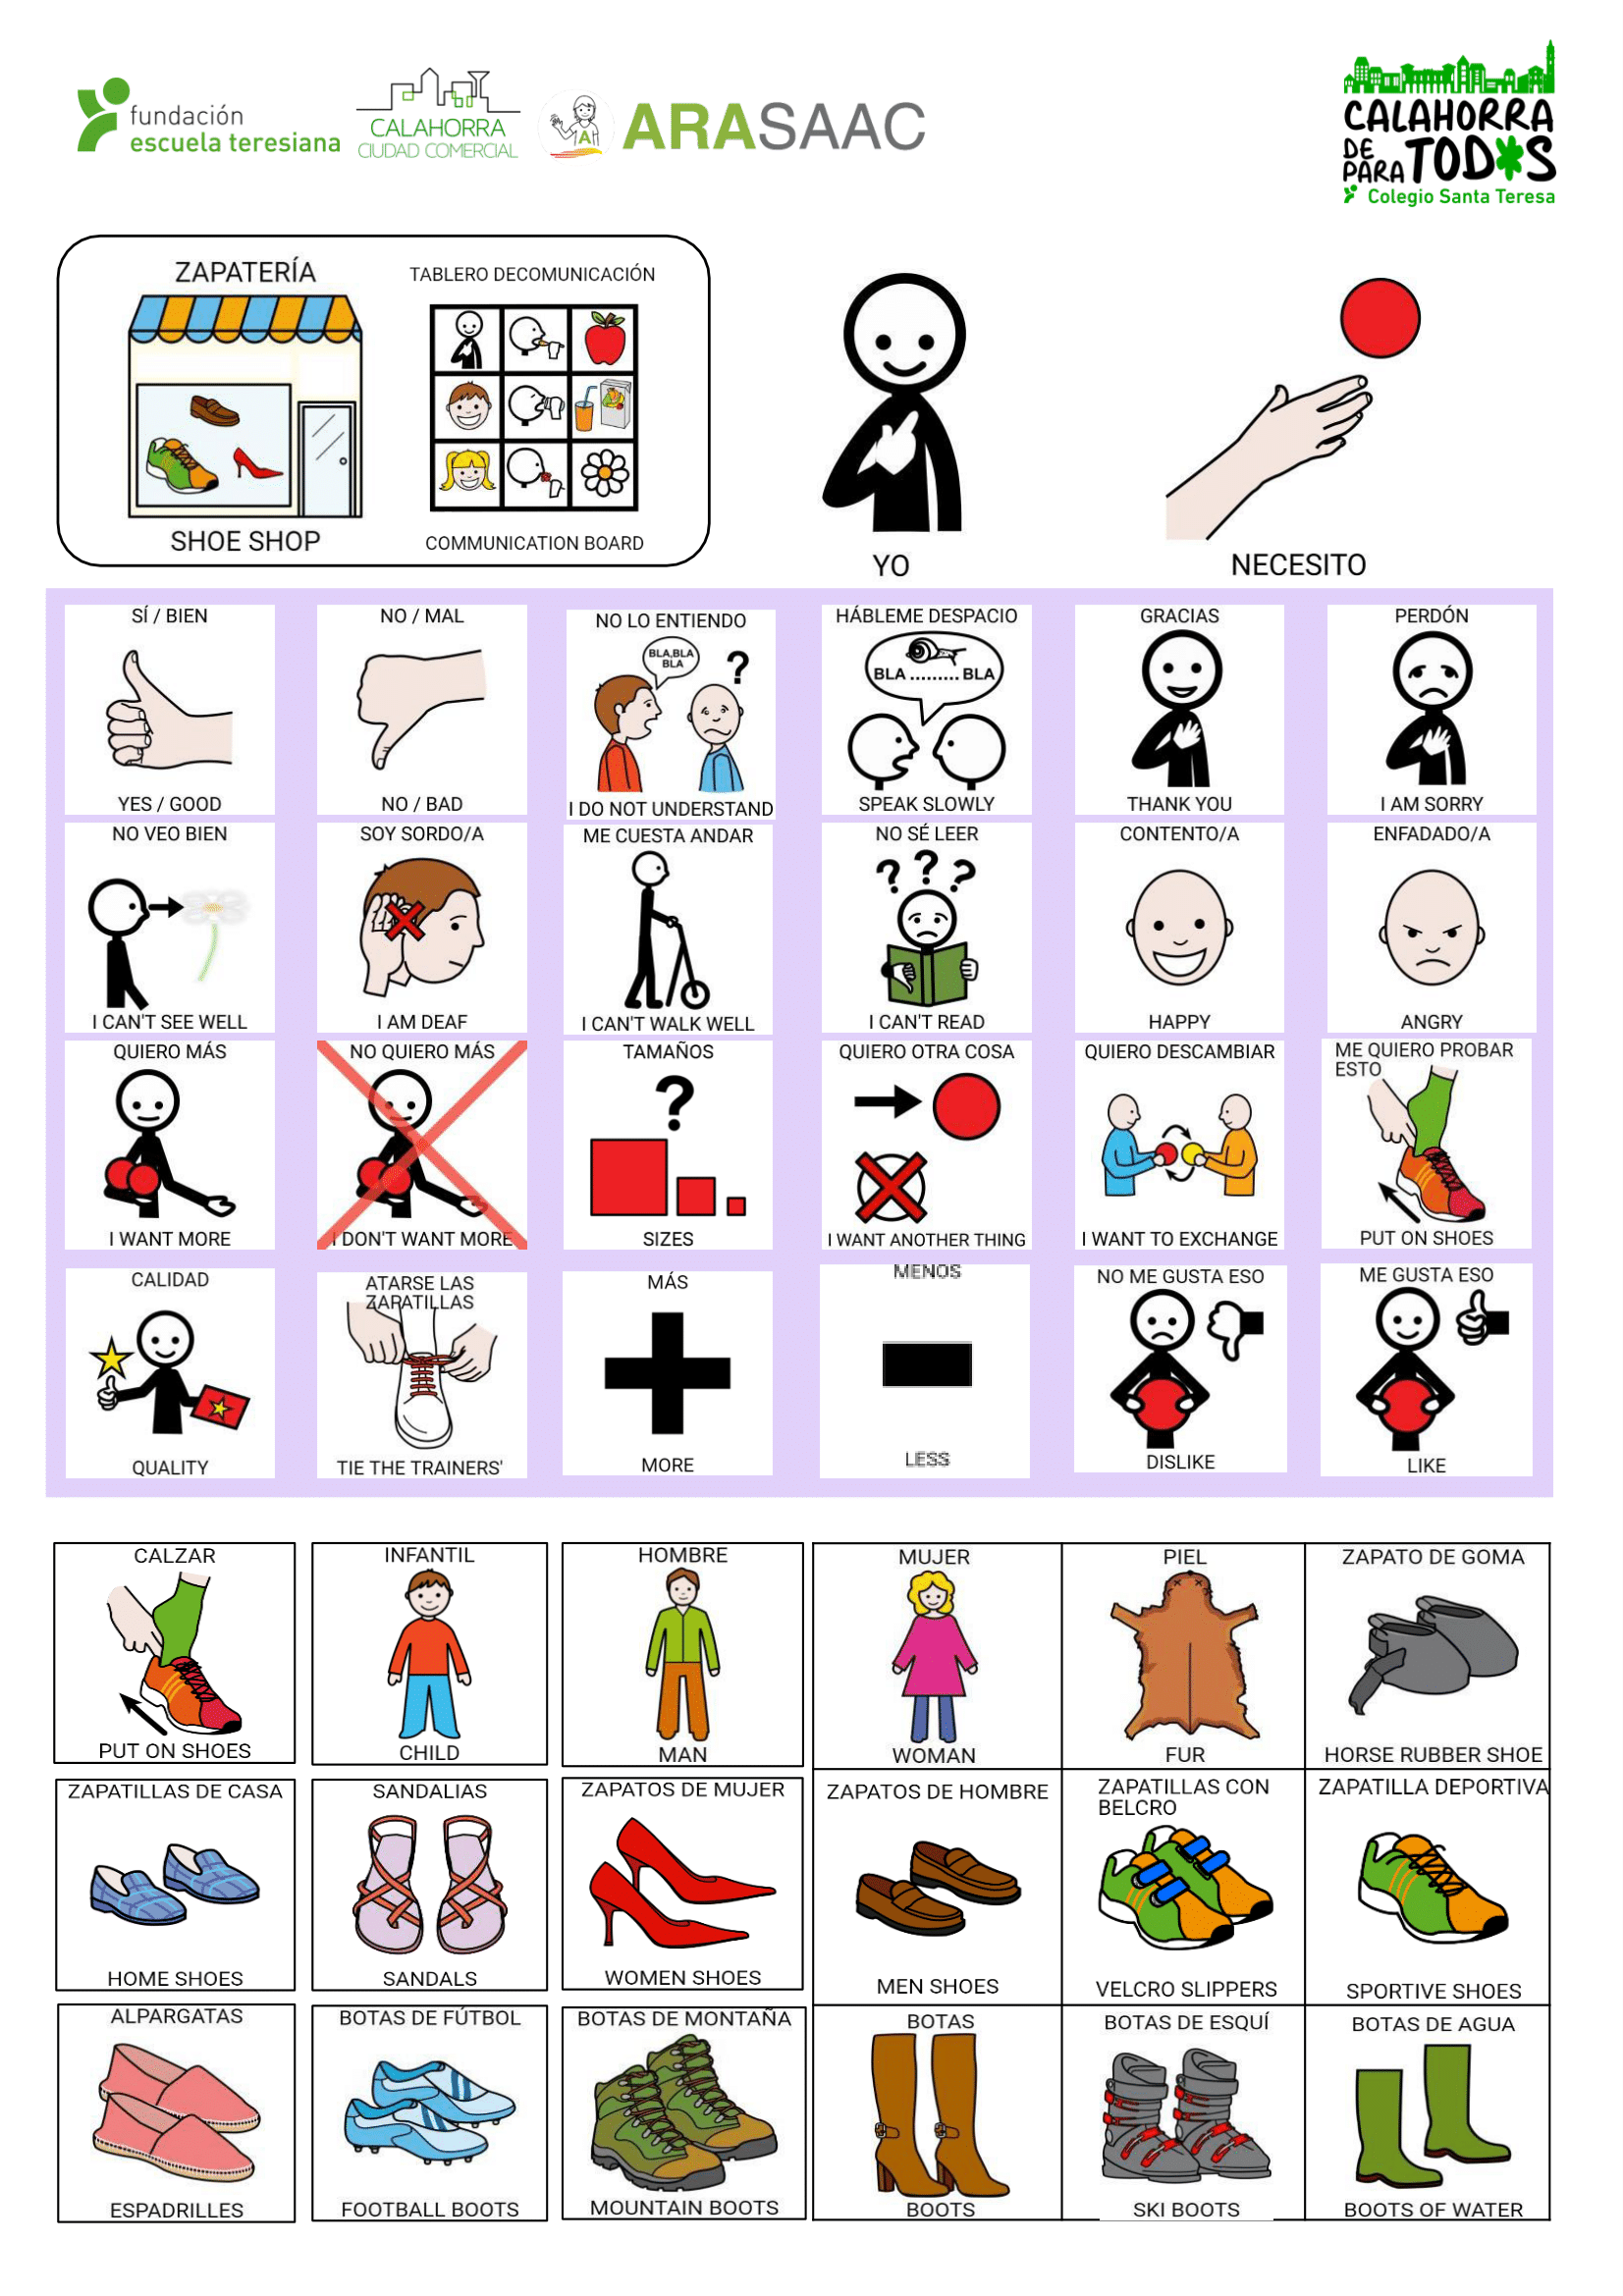 fundación
escuela teresiana
CALAHORRA
CIUDAD COMERCIAL
A
ARASAAC
CALAHORRA
DE PARA TOD*S
Colegio Santa Teresa
ZAPATERÍA
TABLERO DECOMUNICACIÓN
SHOE SHOP
COMMUNICATION BOARD
YO
NECESITO
SÍ / BIEN
YES / GOOD
NO / MAL
NO / BAD
NO LO ENTIENDO
BLA,BLA
BLA
?
I DO NOT UNDERSTAND
HÁBLEME DESPACIO
BLA ......... BLA
SPEAK SLOWLY
GRACIAS
THANK YOU
PERDÓN
I AM SORRY
NO VEO BIEN
I CAN'T SEE WELL
SOY SORDO/A
I AM DEAF
ME CUESTA ANDAR
I CAN'T WALK WELL
NO SÉ LEER
? ? ?
I CAN'T READ
CONTENTO/A
HAPPY
ENFADADO/A
ANGRY
QUIERO MÁS
I WANT MORE
NO QUIERO MÁS
I DON'T WANT MORE
TAMAÑOS
?
SIZES
QUIERO OTRA COSA
I WANT ANOTHER THING
QUIERO DESCAMBIAR
I WANT TO EXCHANGE
ME QUIERO PROBAR
ESTO
PUT ON SHOES
CALIDAD
QUALITY
ATARSE LAS
ZAPATILLAS
TIE THE TRAINERS'
MÁS
MORE
MENOS
LESS
NO ME GUSTA ESO
DISLIKE
ME GUSTA ESO
LIKE
CALZAR
PUT ON SHOES
INFANTIL
CHILD
HOMBRE
MAN
MUJER
WOMAN
PIEL
FUR
ZAPATO DE GOMA
HORSE RUBBER SHOE
ZAPATILLAS DE CASA
HOME SHOES
SANDALIAS
SANDALS
ZAPATOS DE MUJER
WOMEN SHOES
ZAPATOS DE HOMBRE
MEN SHOES
ZAPATILLAS CON
BELCRO
VELCRO SLIPPERS
ZAPATILLA DEPORTIVA
SPORTIVE SHOES
ALPARGATAS
ESPADRILLES
BOTAS DE FÚTBOL
FOOTBALL BOOTS
BOTAS DE MONTAÑA
MOUNTAIN BOOTS
BOTAS
BOOTS
BOTAS DE ESQUÍ
SKI BOOTS
BOTAS DE AGUA
BOOTS OF WATER